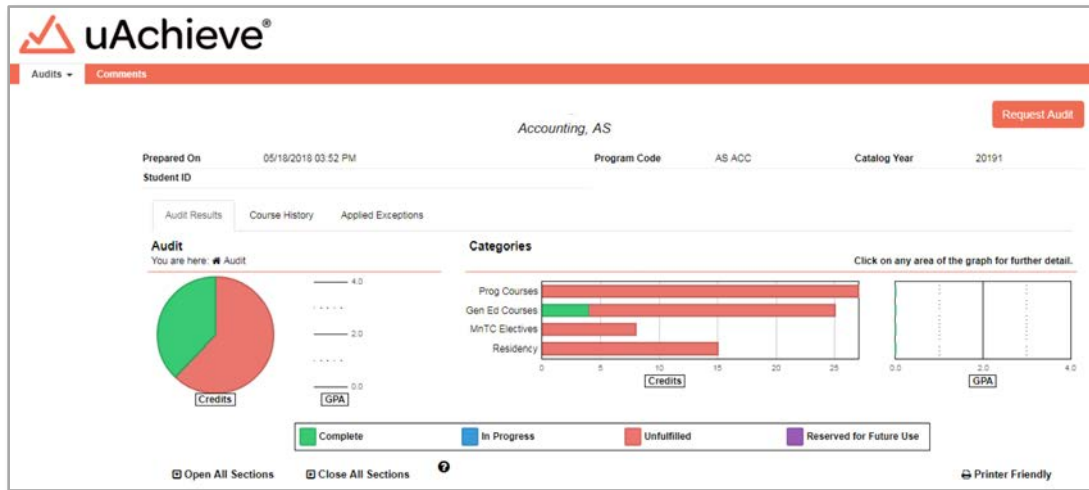 uAchieve®
Audits Comments
Request Audit
Accounting, AS
Prepared On 05/18/2018 03:52 PM Program Code AS ACC Catalog Year 20191
Student ID
Audit Results Course History Applied Exceptions
Audit Categories
You are here: Audit Click on any area of the graph for further detail.
4.0
2.0
0.0
Credits GPA
Prog Courses
Gen Ed Courses
MnTC Electives
Residency
0 5 10 15 20 25
Credits
0.0 2.0 4.0
GPA
Complete In Progress Unfulfilled Reserved for Future Use
Open All Sections Close All Sections ? Printer Friendly